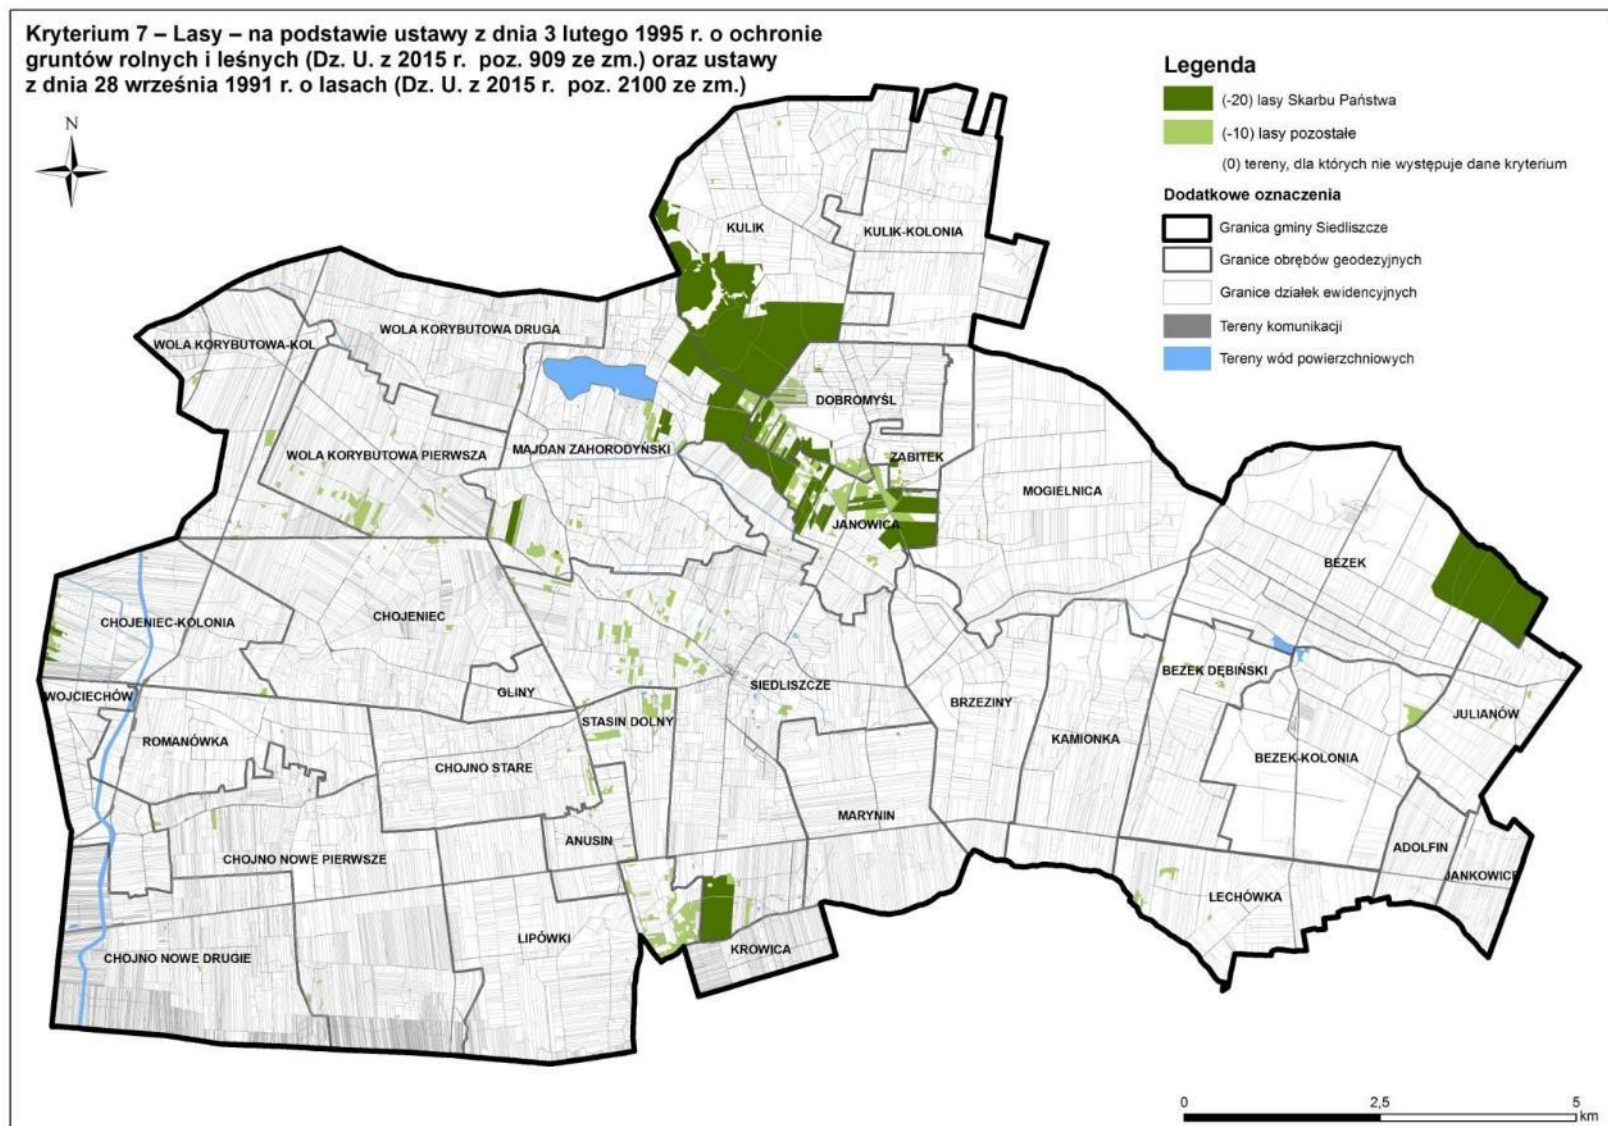 Kryterium 7 – Lasy – na podstawie ustawy z dnia 3 lutego 1995 r. o ochronie
gruntów rolnych i leśnych (Dz. U. z 2015 r.  poz. 909 ze zm.) oraz ustawy
z dnia 28 września 1991 r. o lasach (Dz. U. z 2015 r.  poz. 2100 ze zm.)
N
Legenda
(-20) lasy Skarbu Państwa
(-10) lasy pozostałe
(0) tereny, dla których nie występuje dane kryterium
Dodatkowe oznaczenia
Granica gminy Siedliszcze
Granice obrębów geodezyjnych
Granice działek ewidencyjnych
Tereny komunikacji
Tereny wód powierzchniowych
KULIK
KULIK-KOLONIA
WOLA KORYBUTOWA DRUGA
WOLA KORYBUTOWA-KOL
DOBROMYŚL
MAJDAN ZAHORODYŃSKI
WOLA KORYBUTOWA PIERWSZA
ZABITEK
MOGIELNICA
JANOWICA
BEZEK
CHOJENIEC
CHOJENIEC-KOLONIA
BEZEK DĘBIŃSKI
SIEDLISZCZE
GLINY
WOJCIECHÓW
BRZEZINY
JULIANÓW
STASIN DOLNY
KAMIONKA
ROMANÓWKA
BEZEK-KOLONIA
CHOJNO STARE
MARYNIN
ANUSIN
ADOLFIN
CHOJNO NOWE PIERWSZE
JANKOWICE
LECHÓWKA
LIPÓWKI
KROWICA
CHOJNO NOWE DRUGIE
0 2,5 5
km